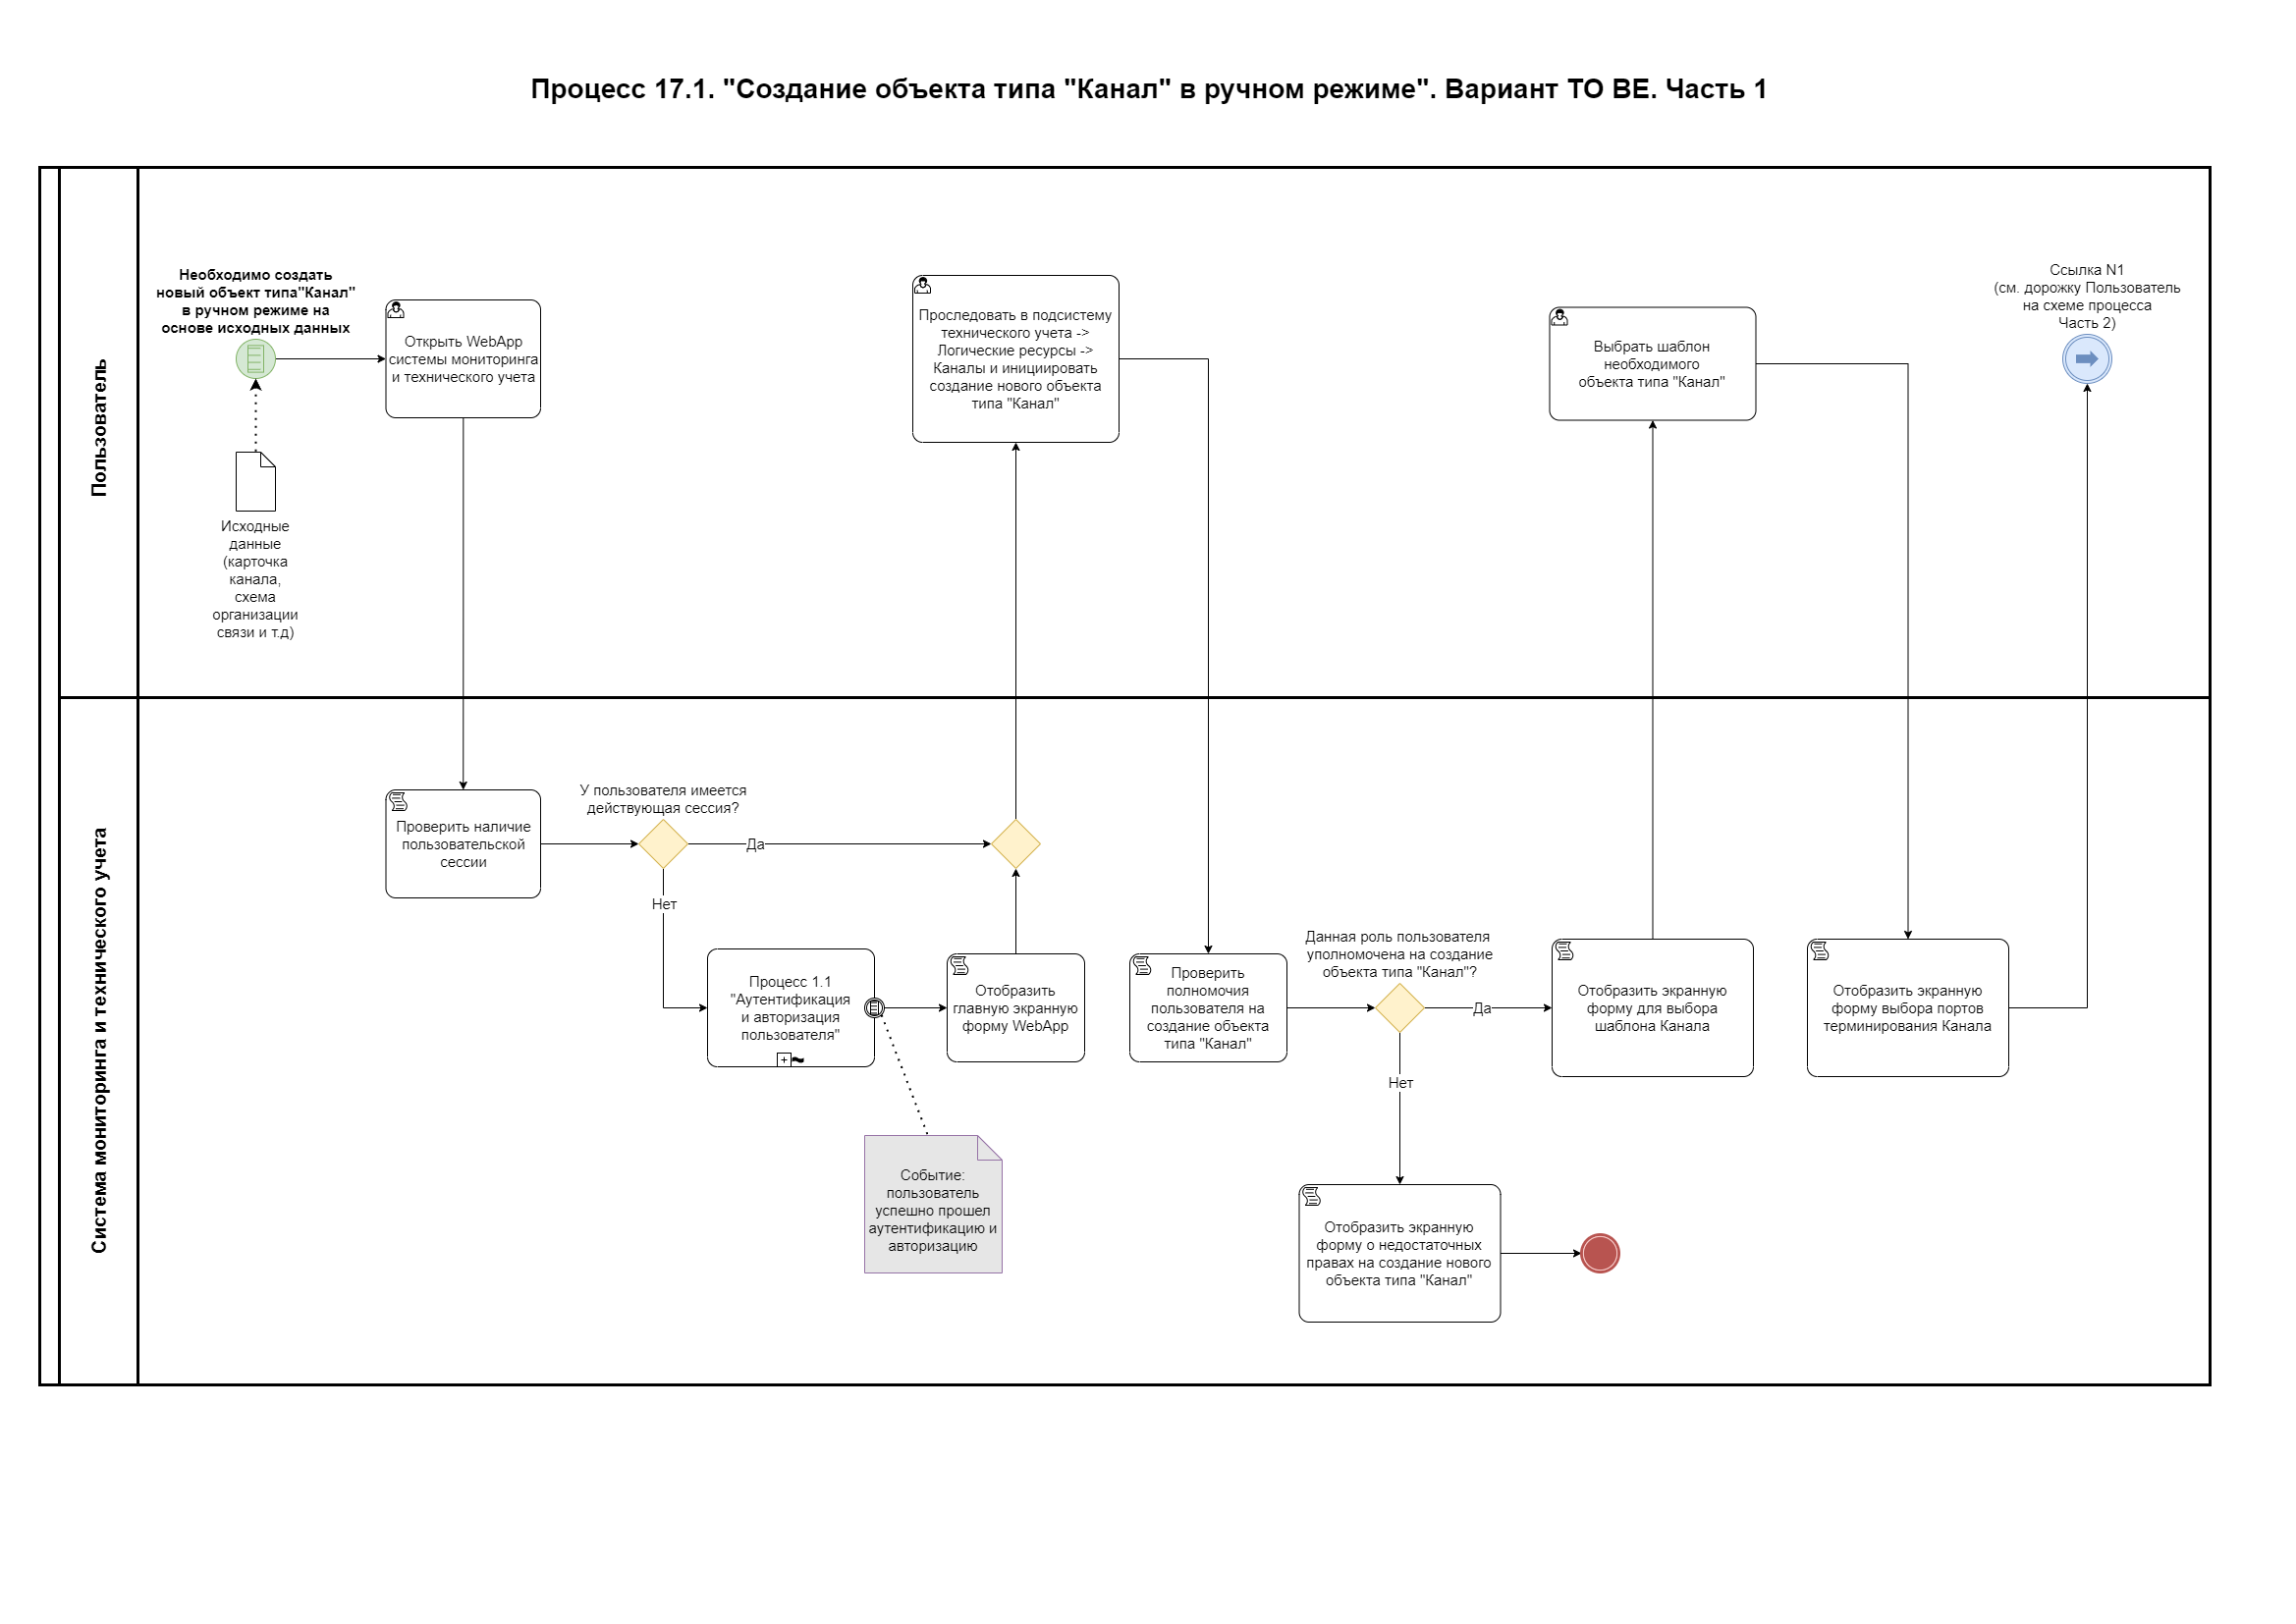 Процесс 17.1. "Создание объекта типа "Канал" в ручном режиме". Вариант TO BE. Часть 1
Пользователь
Необходимо создать
новый объект типа"Канал"
в ручном режиме на
основе исходных данных
Исходные
данные
(карточка
канала,
схема
организации
связи и т.д)
Открыть WebApp
системы мониторинга
и технического учета
Проследовать в подсистему
технического учета ->
Логические ресурсы ->
Каналы и инициировать
создание нового объекта
типа "Канал"
Выбрать шаблон
необходимого
объекта типа "Канал"
Ссылка N1
(см. дорожку Пользователь
на схеме процесса
Часть 2)
Система мониторинга и технического учета
Проверить наличие
пользовательской
сессии
У пользователя имеется
действующая сессия?
Да
Нет
Процесс 1.1
"Аутентификация
и авторизация
пользователя"
Событие:
пользователь
успешно прошел
аутентификацию и
авторизацию
Отобразить
главную экранную
форму WebApp
Проверить
полномочия
пользователя на
создание объекта
типа "Канал"
Данная роль пользователя
уполномочена на создание
объекта типа "Канал"?
Да
Нет
Отобразить экранную
форму о недостаточных
правах на создание нового
объекта типа "Канал"
Отобразить экранную
форму для выбора
шаблона Канала
Отобразить экранную
форму выбора портов
терминирования Канала